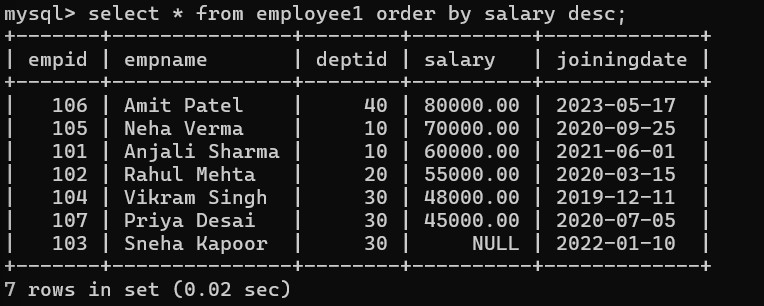 mysql> select * from employee1 order by salary desc;
+-------+---------------+--------+----------+-------------+
| empid | empname       | deptid | salary   | joiningdate |
+-------+---------------+--------+----------+-------------+
|   106 | Amit Patel    |     40 | 80000.00 | 2023-05-17  |
|   105 | Neha Verma    |     10 | 70000.00 | 2020-09-25  |
|   101 | Anjali Sharma |     10 | 60000.00 | 2021-06-01  |
|   102 | Rahul Mehta   |     20 | 55000.00 | 2020-03-15  |
|   104 | Vikram Singh  |     30 | 48000.00 | 2019-12-11  |
|   107 | Priya Desai   |     30 | 45000.00 | 2020-07-05  |
|   103 | Sneha Kapoor  |     30 |     NULL | 2022-01-10  |
+-------+---------------+--------+----------+-------------+
7 rows in set (0.02 sec)